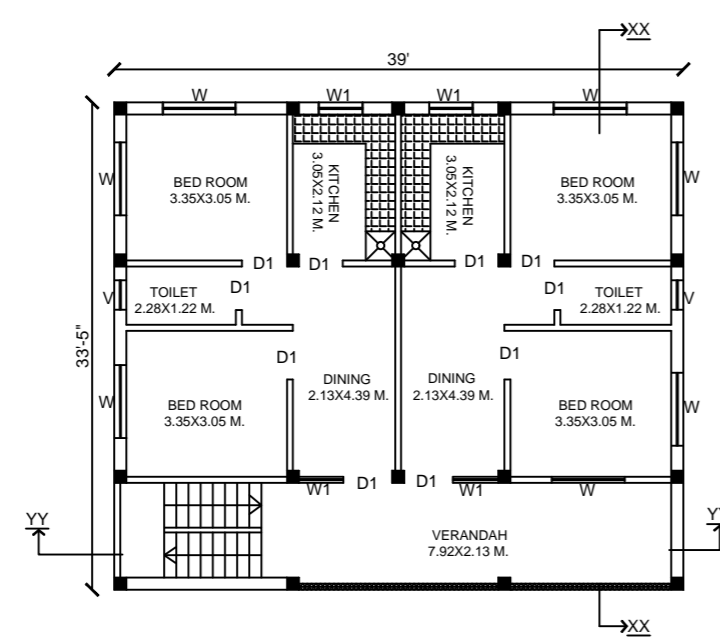 XX
39'
W
W1
W1
W
W
BED ROOM
3.35X3.05 M.
KITCHEN
3.05X2.12 M.
KITCHEN
3.05X2.12 M.
BED ROOM
3.35X3.05 M.
W
D1
D1
D1
D1
V
TOILET
2.28X1.22 M.
D1
D1
TOILET
2.28X1.22 M.
V
33'-5"
D1
D1
W
BED ROOM
3.35X3.05 M.
DINING
2.13X4.39 M.
DINING
2.13X4.39 M.
BED ROOM
3.35X3.05 M.
W
W1
D1
D1
W1
W
YY
VERANDAH
7.92X2.13 M.
YY
XX